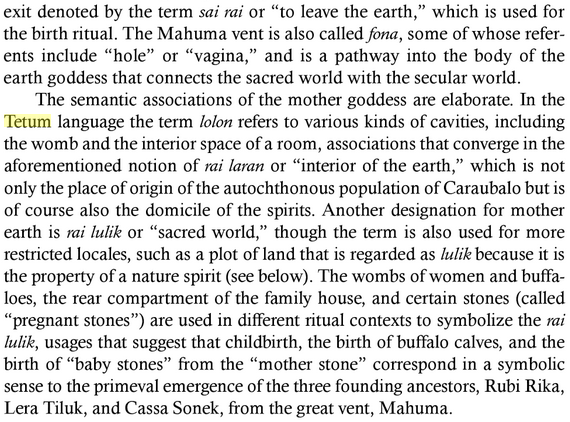 exit denoted by the term sai rai or “to leave the earth,” which is used for
the birth ritual. The Mahuma vent is also called fona, some of whose refer-
ents include “hole” or “vagina,” and is a pathway into the body of the
earth goddess that connects the sacred world with the secular world.
The semantic associations of the mother goddess are elaborate. In the
Tetum language the term lolon refers to various kinds of cavities, including
the womb and the interior space of a room, associations that converge in the
aforementioned notion of rai laran or “interior of the earth,” which is not
only the place of origin of the autochthonous population of Caraubalo but is
of course also the domicile of the spirits. Another designation for mother
earth is rai lulik or “sacred world,” though the term is also used for more
restricted locales, such as a plot of land that is regarded as lulik because it is
the property of a nature spirit (see below). The wombs of women and buffa-
loes, the rear compartment of the family house, and certain stones (called
“pregnant stones”) are used in different ritual contexts to symbolize the rai
lulik, usages that suggest that childbirth, the birth of buffalo calves, and the
birth of “baby stones” from the “mother stone” correspond in a symbolic
sense to the primeval emergence of the three founding ancestors, Rubi Rika,
Lera Tiluk, and Cassa Sonek, from the great vent, Mahuma.